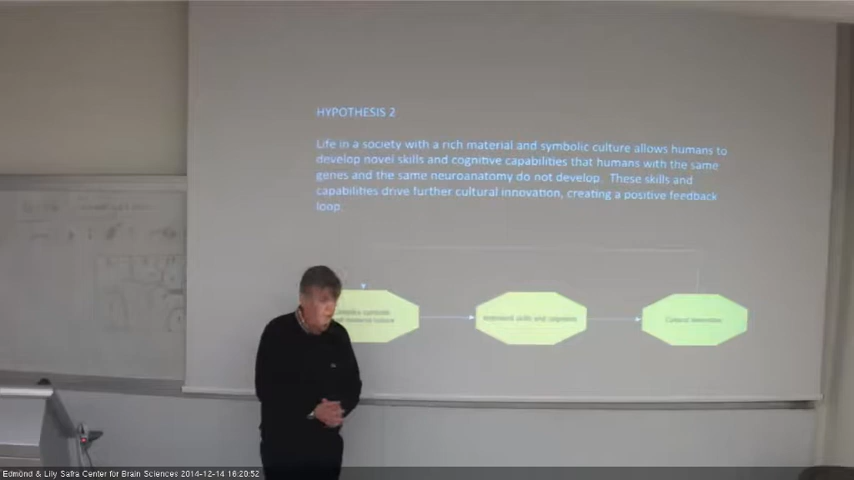 HYPOTHESIS 2
Life in a society with a rich material and symbolic culture allows humans to
develop novel skills and cognitive capabilities that humans with the same
genes and the same neuroanatomy do not develop. These skills and
capabilities drive further cultural innovation, creating a positive feedback
loop.
skills and
Cultural innovation
Edmond & Lily Safra Center for Brain Sciences 2014-12-14 16:20:52